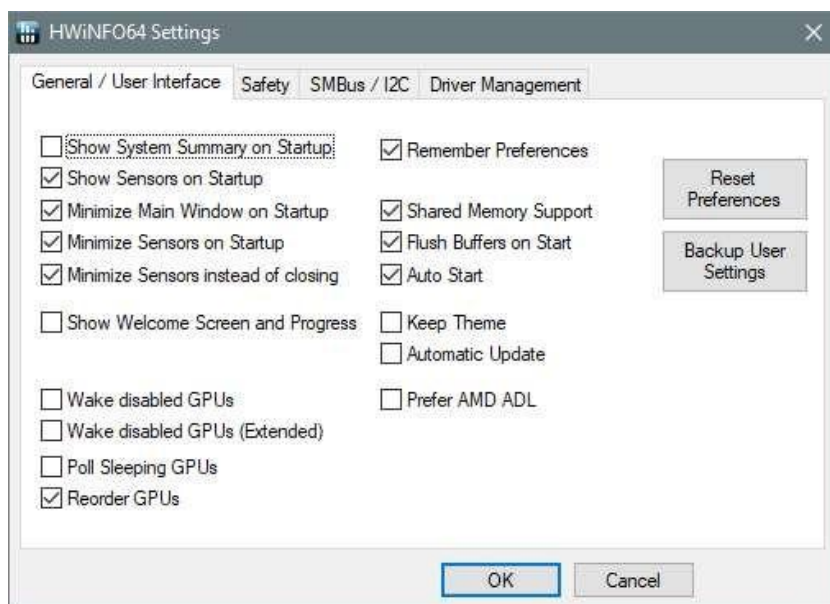 HWiNFO64 Settings
General / User Interface
Safety
SMBus / I2C
Driver Management
Show System Summary on Startup
Show Sensors on Startup
Minimize Main Window on Startup
Minimize Sensors on Startup
Minimize Sensors instead of closing
Show Welcome Screen and Progress
Wake disabled GPUs
Wake disabled GPUs (Extended)
Poll Sleeping GPUs
Reorder GPUs
Remember Preferences
Shared Memory Support
Flush Buffers on Start
Auto Start
Keep Theme
Automatic Update
Prefer AMD ADL
Reset
Preferences
Backup User
Settings
OK
Cancel